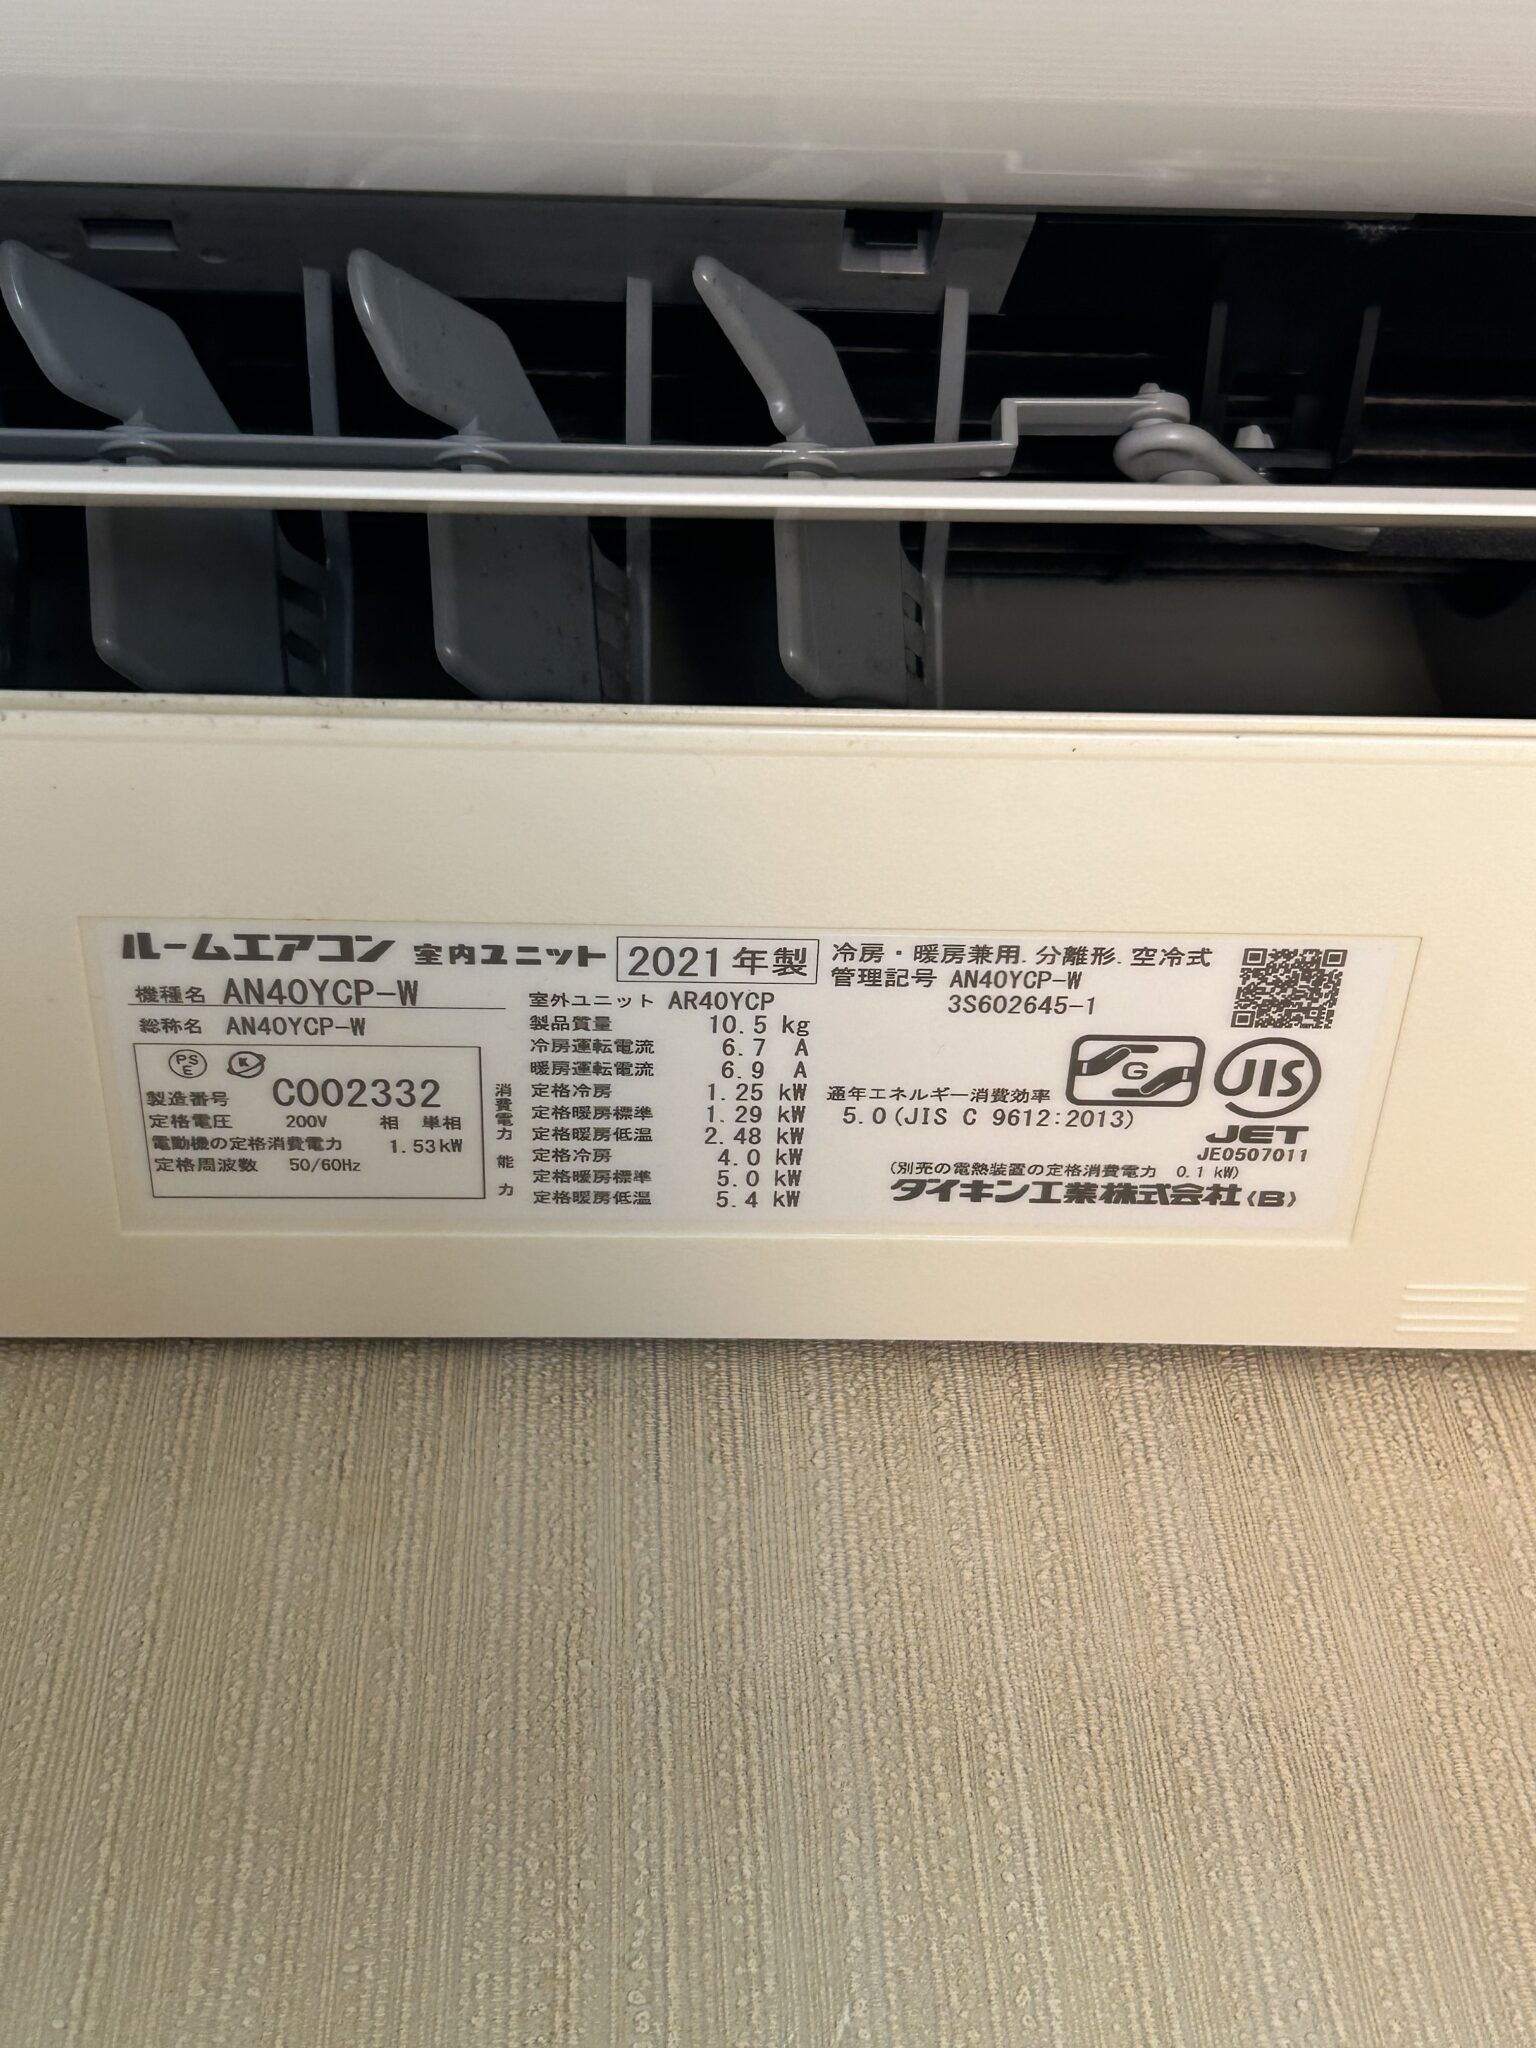 ルームエアコン 室内ユニット 2021年製
機種名 AN40YCP-W
総称名 AN40YCP-W
PSE K
製造番号 C002332
定格電圧 200V 相 単相
電動機の定格消費電力 1.53kW
定格周波数 50/60Hz
室外ユニット AR40YCP
製品質量 10.5 kg
冷房運転電流 6.7 A
暖房運転電流 6.9 A
消費電力
定格冷房 1.25 kW
定格暖房標準 1.29 kW
定格暖房低温 2.48 kW
能力
定格冷房 4.0 kW
定格暖房標準 5.0 kW
定格暖房低温 5.4 kW
冷房・暖房兼用.分離形.空冷式
管理記号 AN40YCP-W
3S602645-1
G
JIS
通年エネルギー消費効率
5.0(JIS C 9612:2013)
JET
JE0507011
(別売の電熱装置の定格消費電力 0.1 kW)
ダイキン工業株式会社〈B〉